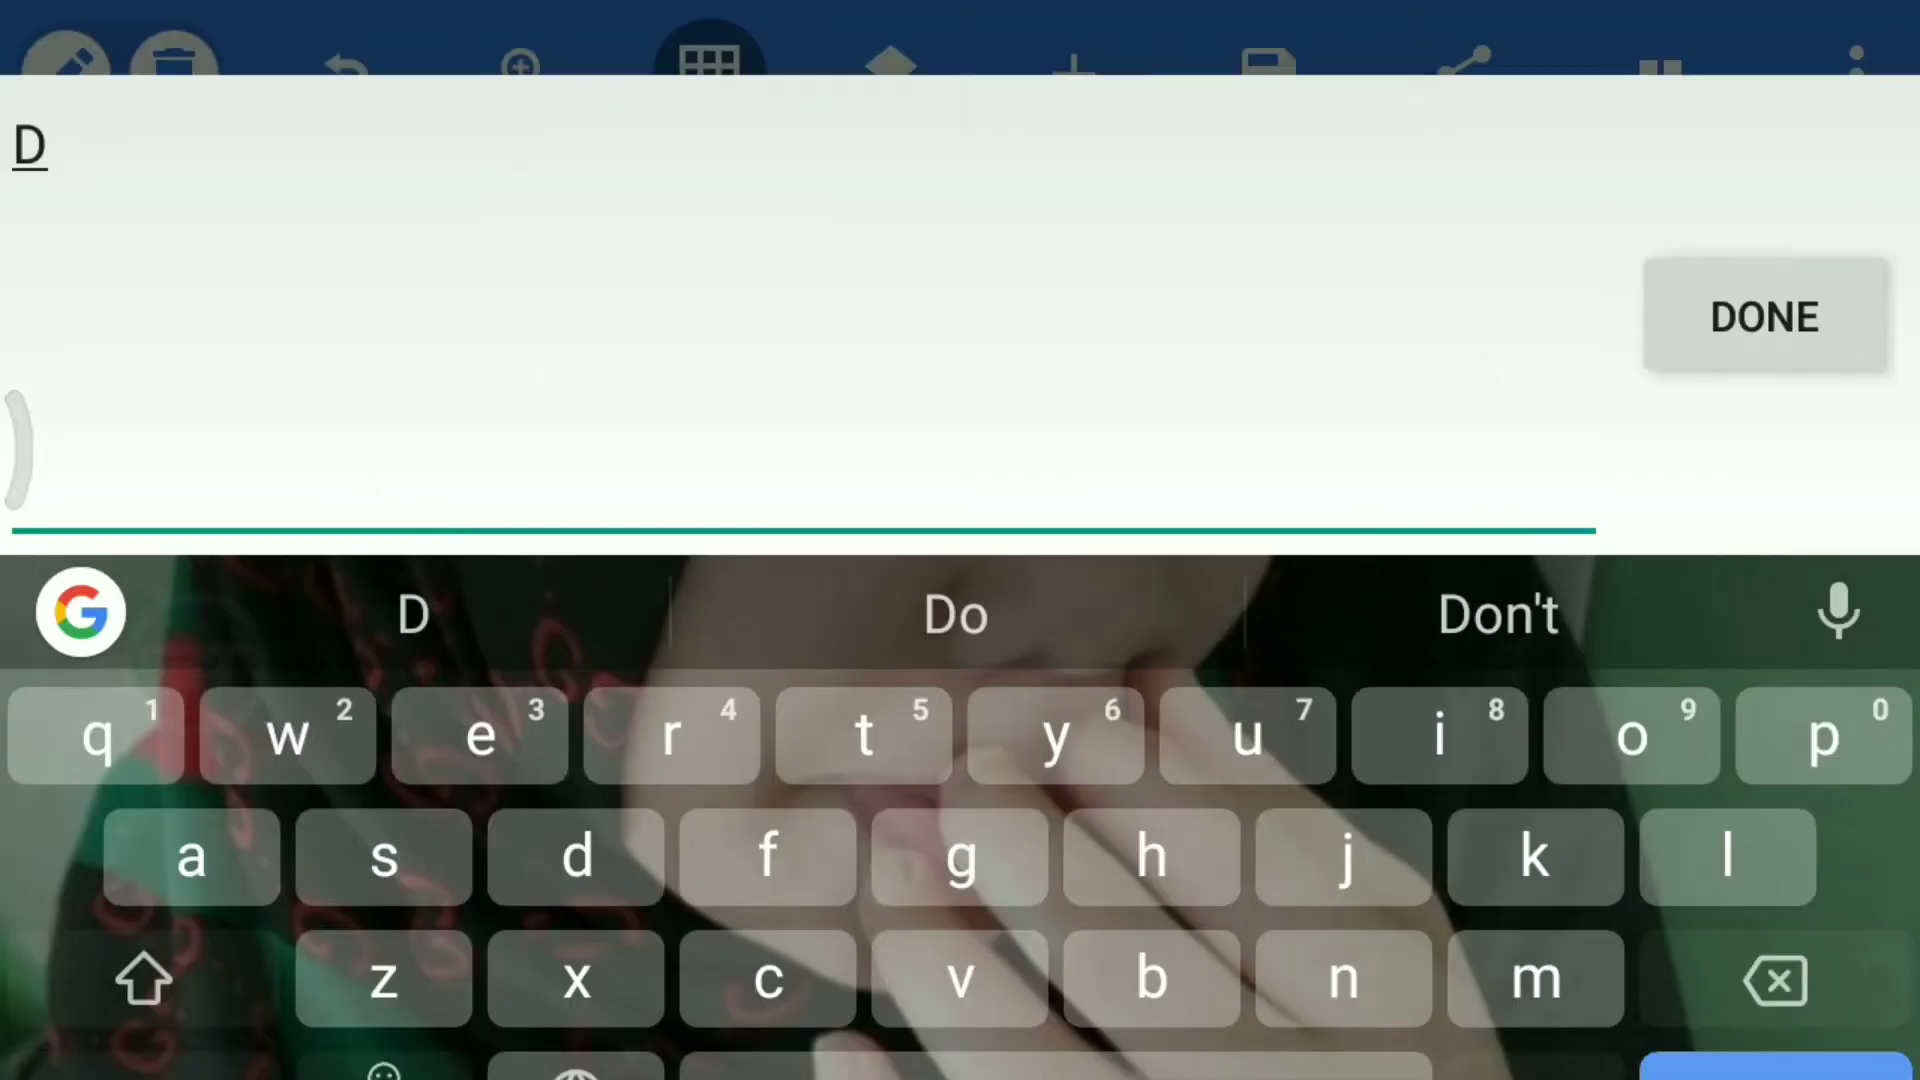 D
DONE
D Do Don't
q 1 w 2 e 3 r 4 t 5 y 6 u 7 i 8 o 9 p 0
a s d f g h j k l
z x c v b n m